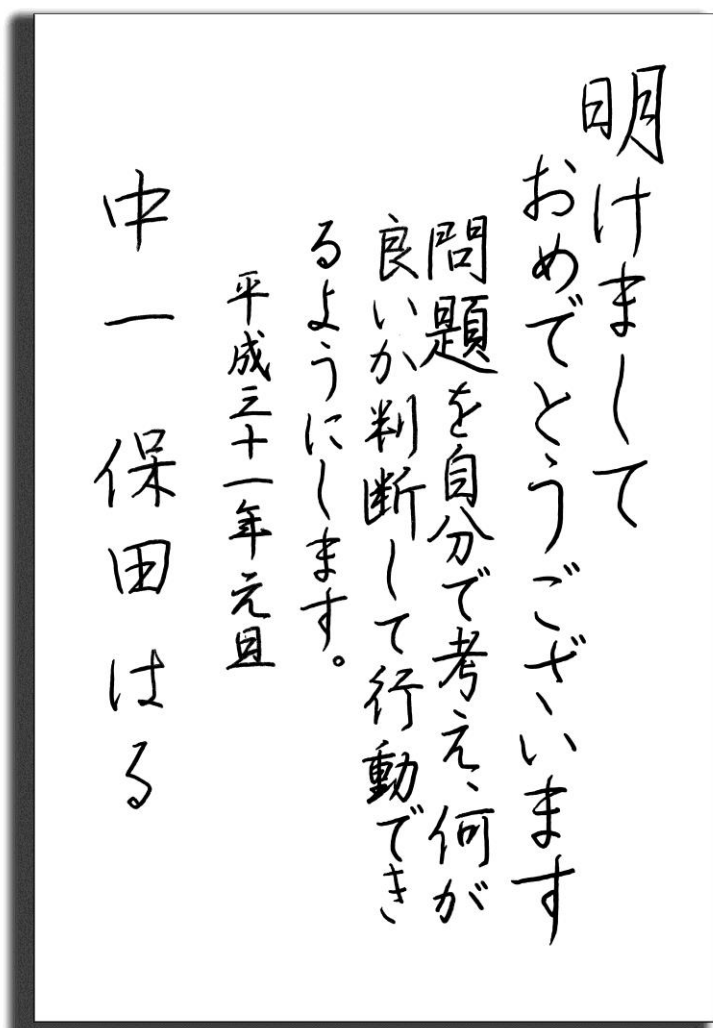 明けまして
おめでとうございます
問題を自分で考え、何が
良いか判断して行動でき
るようにします。
平成三十一年元旦
中一 保田はる